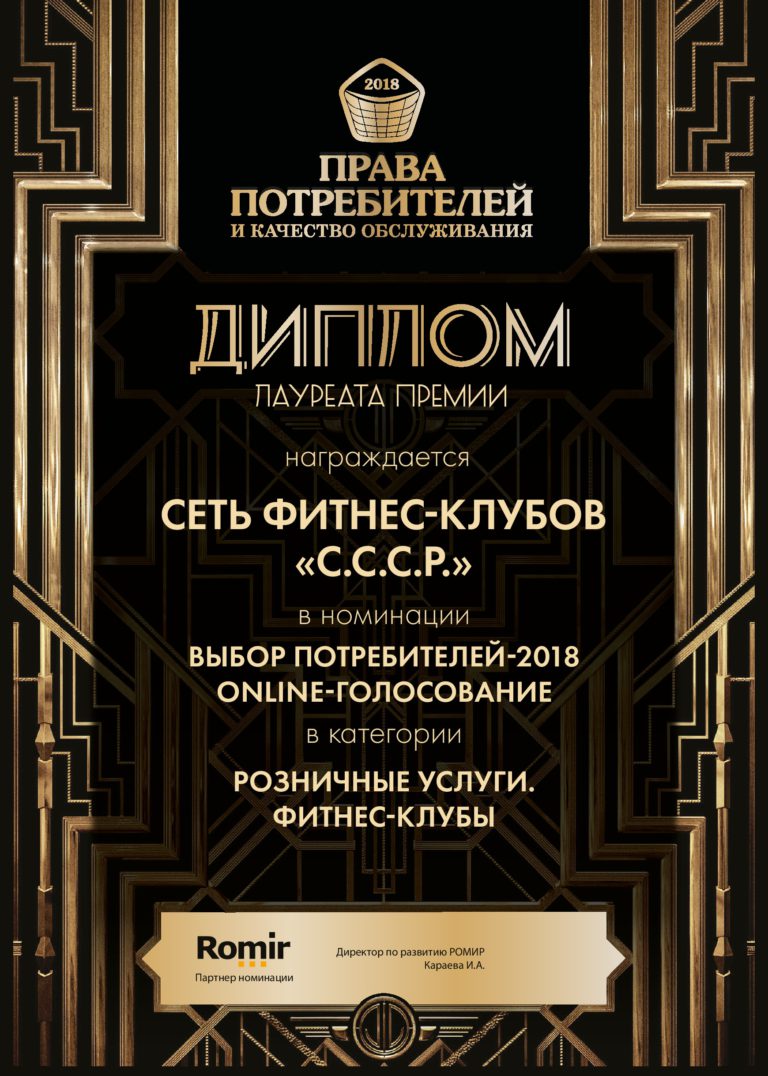 2018
ПРАВА
ПОТРЕБИТЕЛЕЙ
И КАЧЕСТВО ОБСЛУЖИВАНИЯ
ДИПЛОМ
ЛАУРЕАТА ПРЕМИИ
награждается
СЕТЬ ФИТНЕС-КЛУБОВ
«С.С.С.Р.»
в номинации
ВЫБОР ПОТРЕБИТЕЛЕЙ-2018
ONLINE-ГОЛОСОВАНИЕ
в категории
РОЗНИЧНЫЕ УСЛУГИ.
ФИТНЕС-КЛУБЫ
Romir
Партнер номинации
Директор по развитию РОМИР
Караева И.А.